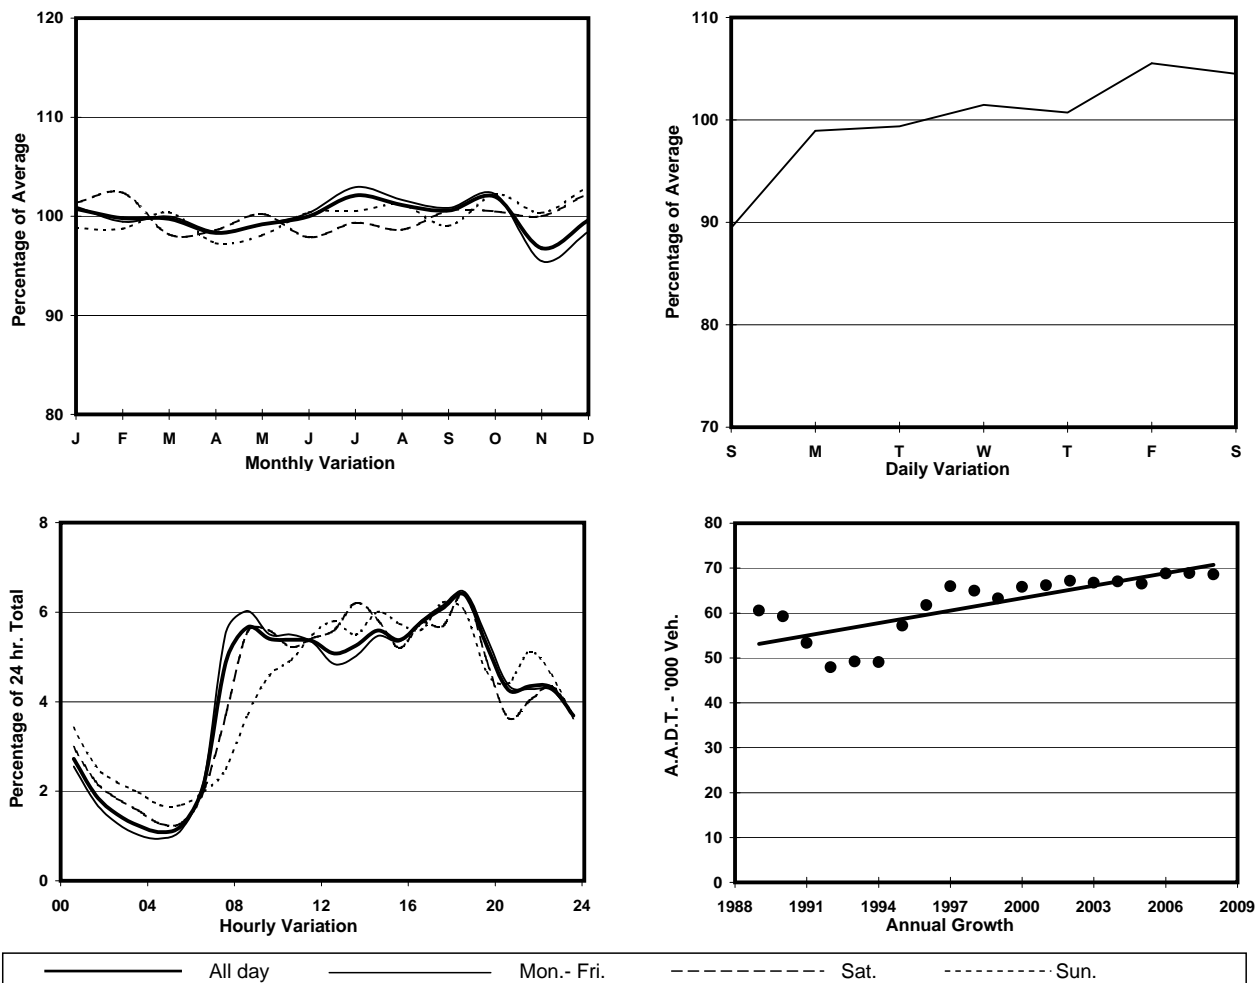 120
110
100
90
80
Percentage of Average
J F M A M J J A S O N D
Monthly Variation
110
100
90
80
70
Percentage of Average
S M T W T F S
Daily Variation
8
6
4
2
0
Percentage of 24 hr. Total
00 04 08 12 16 20 24
Hourly Variation
80
70
60
50
40
30
20
10
0
A.A.D.T. - '000 Veh.
1988 1991 1994 1997 2000 2003 2006 2009
Annual Growth
All day Mon.- Fri. Sat. Sun.